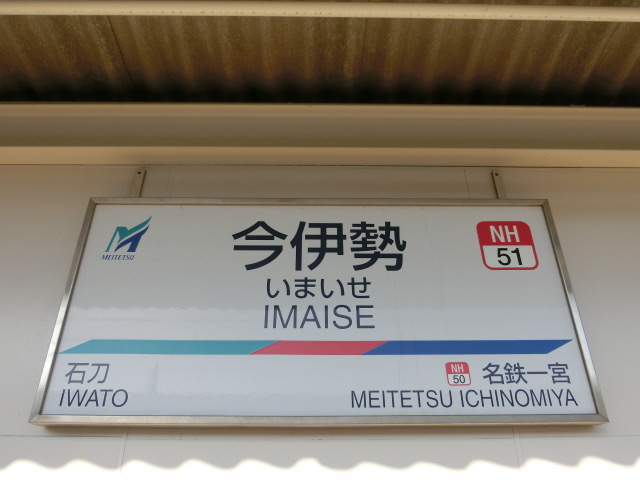 MEITETSU
今伊勢
いまいせ
IMAISE
NH
51
石刀
IWATO
NH
50
名鉄一宮
MEITETSU ICHINOMIYA